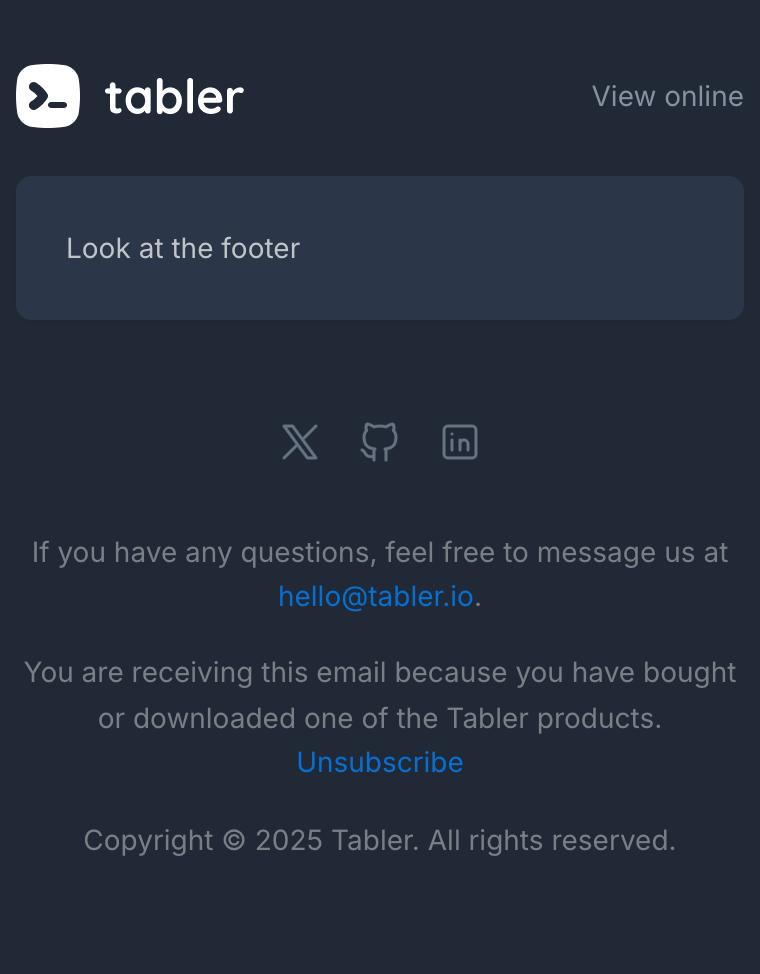 tabler
View online
Look at the footer
If you have any questions, feel free to message us at
hello@tabler.io.
You are receiving this email because you have bought
or downloaded one of the Tabler products.
Unsubscribe
Copyright © 2025 Tabler. All rights reserved.